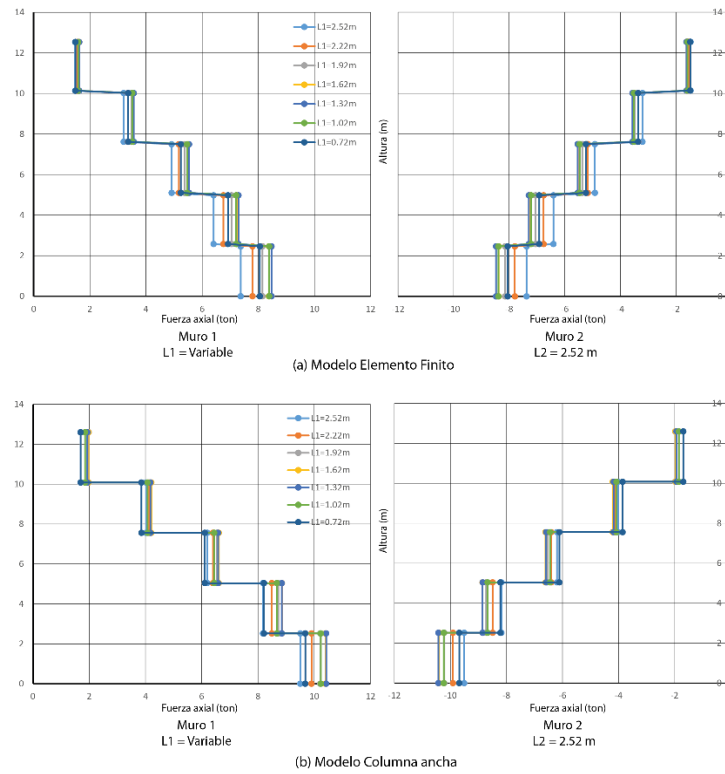 14
12
10
8
6
4
2
0
0
2
4
6
8
10
12
L1=2.52m
L1=2.22m
L1=1.92m
L1=1.62m
L1=1.32m
L1=1.02m
L1=0.72m
Fuerza axial (ton)
Muro 1
L1 = Variable
Altura (m)
14
12
10
8
6
4
2
0
12
10
8
6
4
2
Fuerza axial (ton)
Muro 2
L2 = 2.52 m
(a) Modelo Elemento Finito
14
12
10
8
6
4
2
0
0
2
4
6
8
10
12
L1=2.52m
L1=2.22m
L1=1.92m
L1=1.62m
L1=1.32m
L1=1.02m
L1=0.72m
Fuerza axial (ton)
Muro 1
L1 = Variable
Altura (m)
14
12
10
8
6
4
2
0
-12
-10
-8
-6
-4
-2
Fuerza axial (ton)
Muro 2
L2 = 2.52 m
(b) Modelo Columna ancha